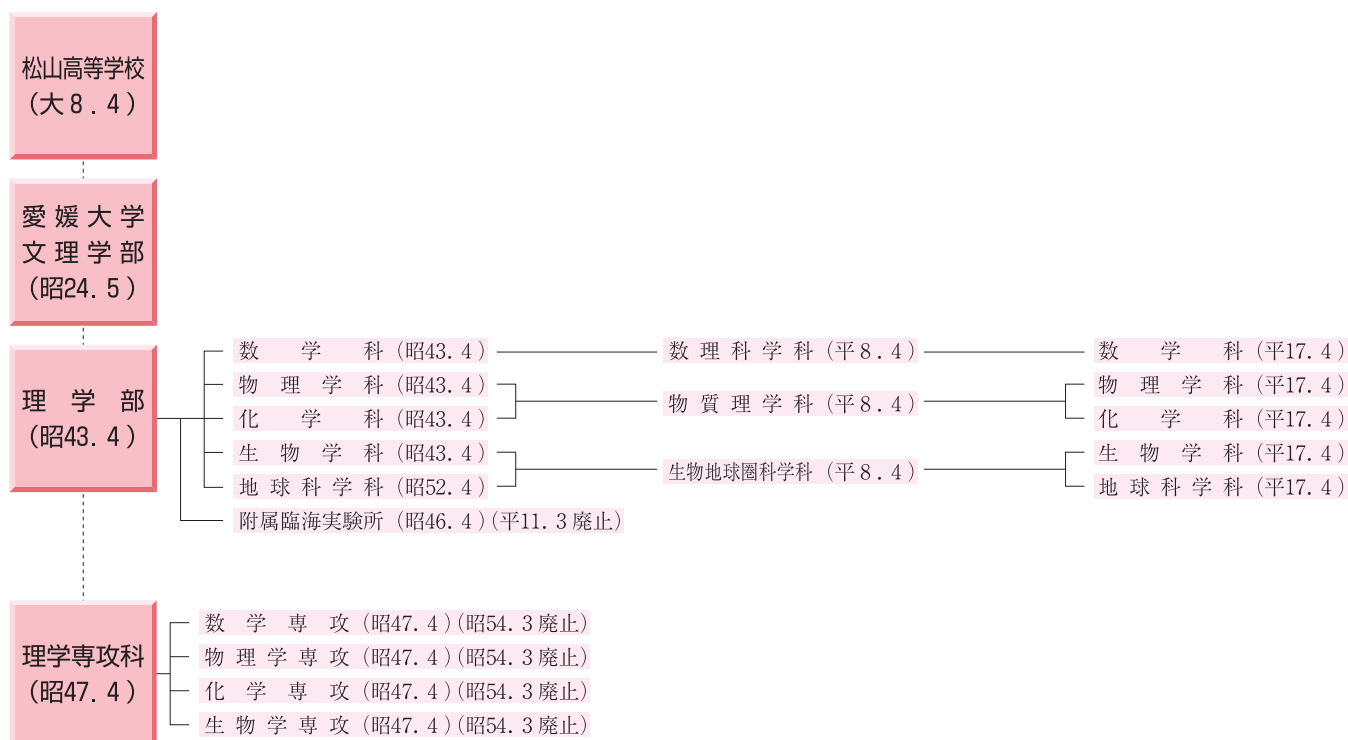 松山高等学校
(大8.4)
愛媛大学
文理学部
(昭24.5)
理学部
(昭43.4)
数学科(昭43.4)
数理科学科(平8.4)
数学科(平17.4)
物理学科(昭43.4)
物質理学科(平8.4)
物理学科(平17.4)
化学科(昭43.4)
化学科(平17.4)
生物学科(昭43.4)
生物地球圏科学科(平8.4)
生物学科(平17.4)
地球科学科(昭52.4)
地球科学科(平17.4)
附属臨海実験所(昭46.4)(平11.3廃止)
理学専攻科
(昭47.4)
数学専攻(昭47.4)(昭54.3廃止)
物理学専攻(昭47.4)(昭54.3廃止)
化学専攻(昭47.4)(昭54.3廃止)
生物学専攻(昭47.4)(昭54.3廃止)